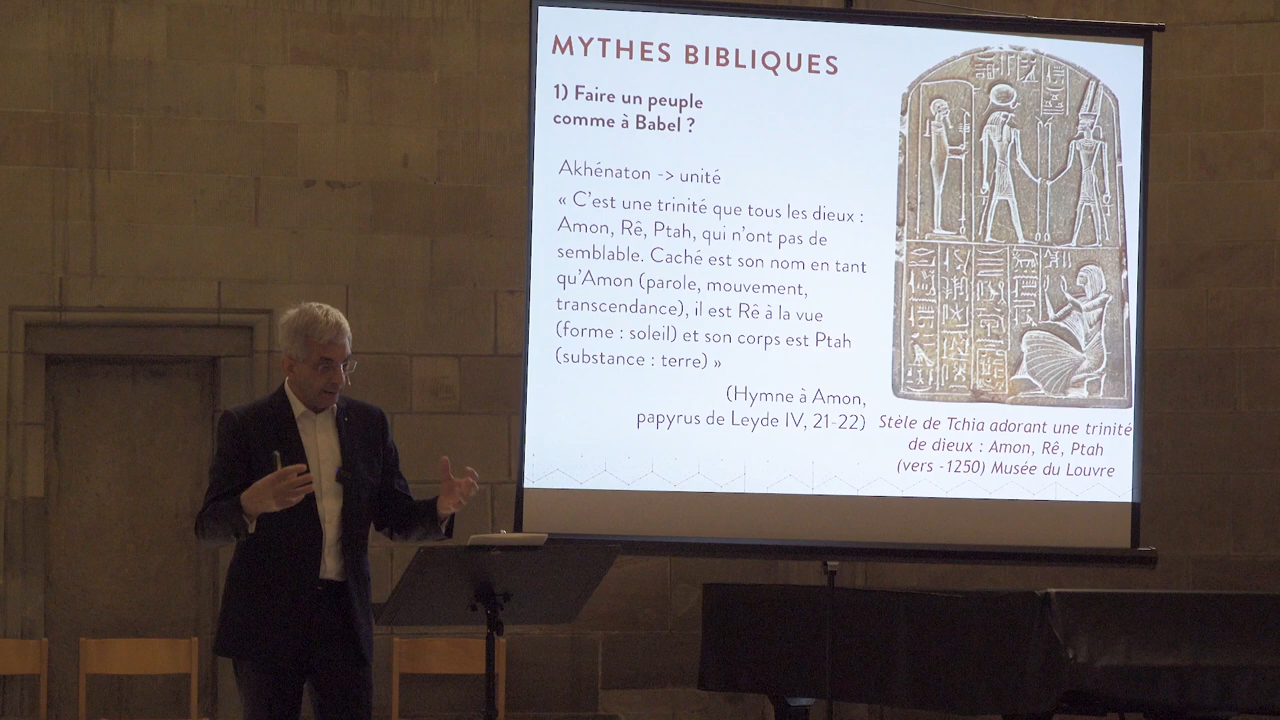 MYTHES BIBLIQUES
1) Faire un peuple
comme à Babel ?
Akhénaton -> unité
« C'est une trinité que tous les dieux :
Amon, Rê, Ptah, qui n'ont pas de
semblable. Caché est son nom en tant
qu'Amon (parole, mouvement,
transcendance), il est Rê à la vue
(forme : soleil) et son corps est Ptah
(substance : terre) »
(Hymne à Amon,
papyrus de Leyde IV, 21-22)
Stèle de Tchia adorant une trinité
de dieux : Amon, Rê, Ptah
(vers -1250) Musée du Louvre